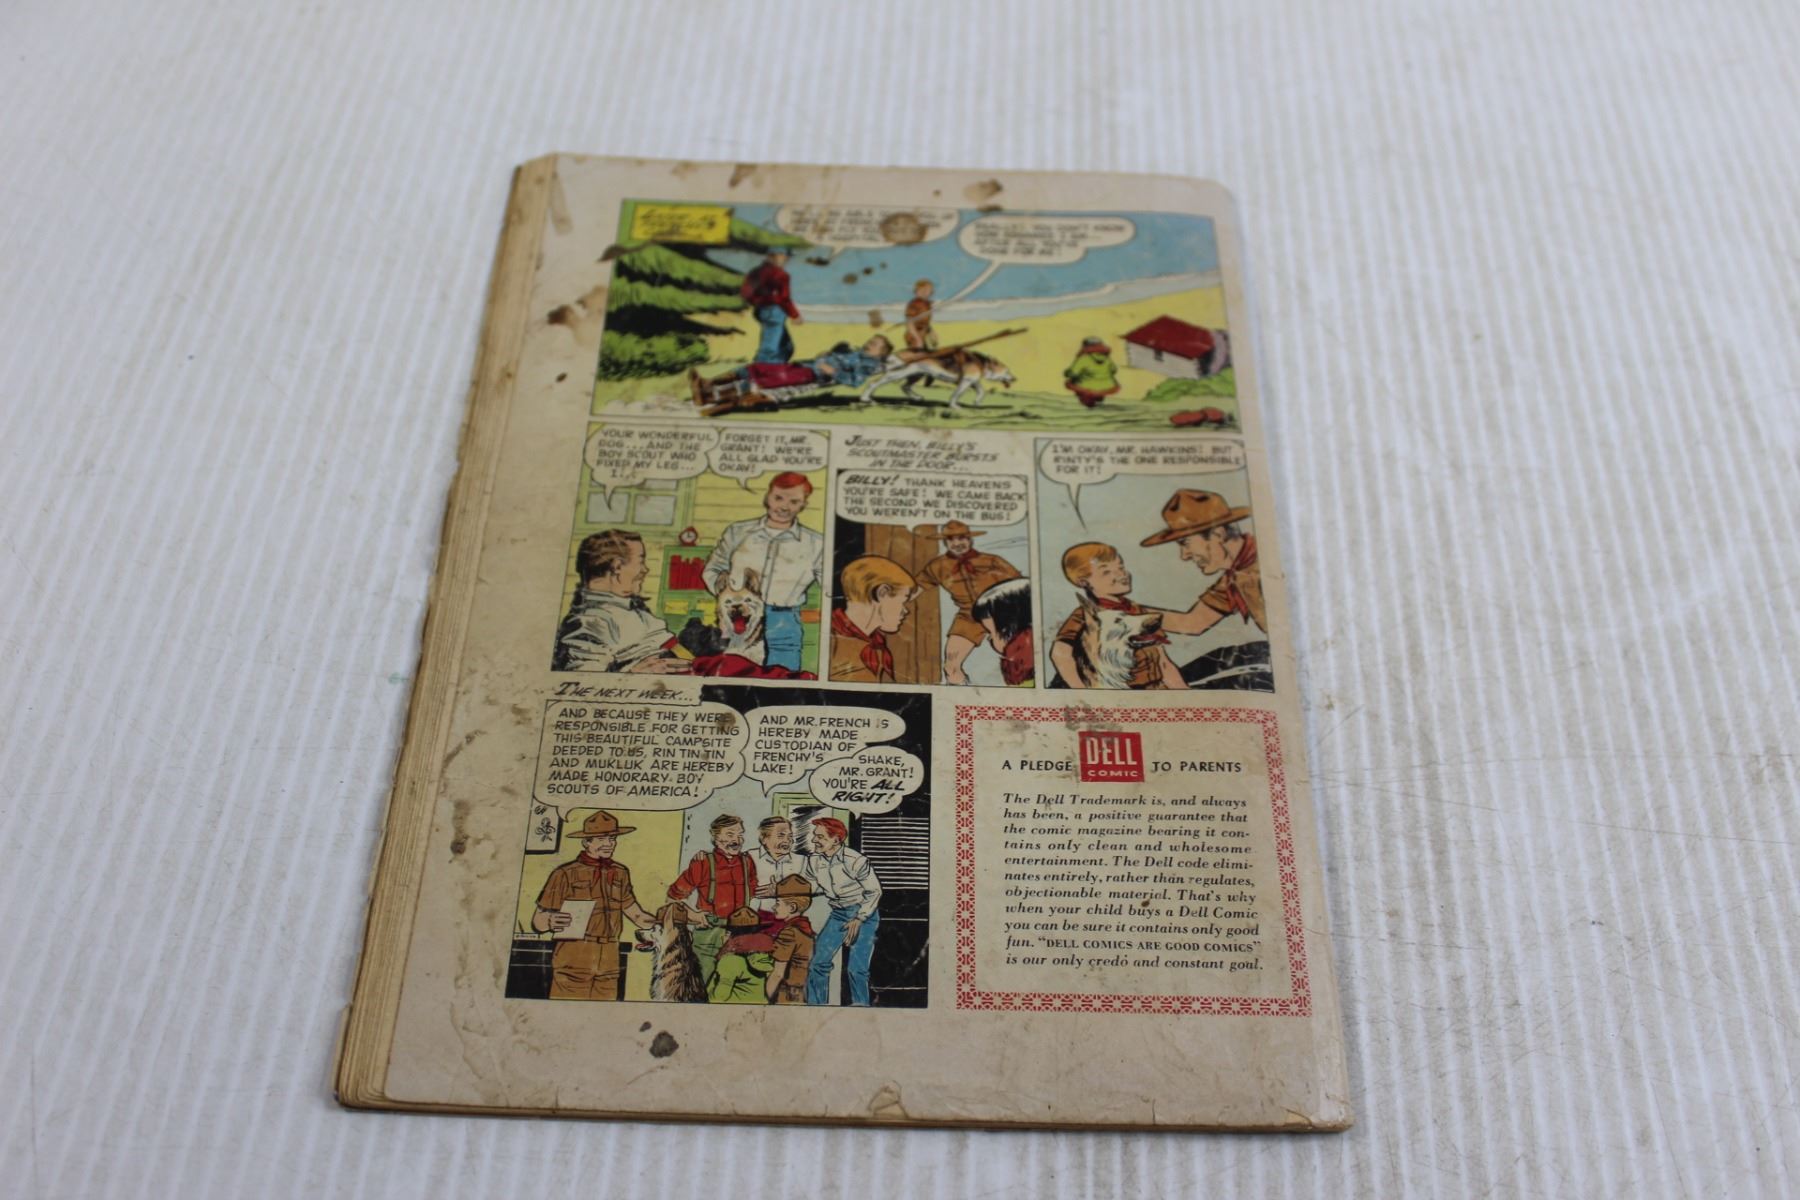 YOUR WONDERFUL
DOG... AND THE
BOY SCOUT WHO
FIXED MY LEG...
FORGET IT, MR.
GRANT! WE'RE
ALL GLAD YOU'RE
OKAY!
JUST THEN, BILLY'S
SCOUTMASTER BURSTS
IN THE DOOR...
BILLY! THANK HEAVENS
YOU'RE SAFE! WE CAME BACK
THE SECOND WE DISCOVERED
YOU WEREN'T ON THE BUS!
I'M OKAY, MR. HAWKINS! BUT
RINTY'S THE ONE RESPONSIBLE
FOR IT!
THE NEXT WEEK...
AND BECAUSE THEY WERE
RESPONSIBLE FOR GETTING
THIS BEAUTIFUL CAMPSITE
DEEDED TO US, RIN TIN TIN
AND MUKLUK ARE HEREBY
MADE HONORARY BOY
SCOUTS OF AMERICA!
AND MR. FRENCH IS
HEREBY MADE
CUSTODIAN OF
FRENCHY'S
LAKE!
SHAKE,
MR. GRANT!
YOU'RE ALL
RIGHT!
A PLEDGE DELL COMIC TO PARENTS
The Dell Trademark is, and always
has been, a positive guarantee that
the comic magazine bearing it con-
tains only clean and wholesome
entertainment. The Dell code elimi-
nates entirely, rather than regulates,
objectionable material. That's why
when your child buys a Dell Comic
you can be sure it contains only good
fun. "DELL COMICS ARE GOOD COMICS"
is our only credo and constant goal.